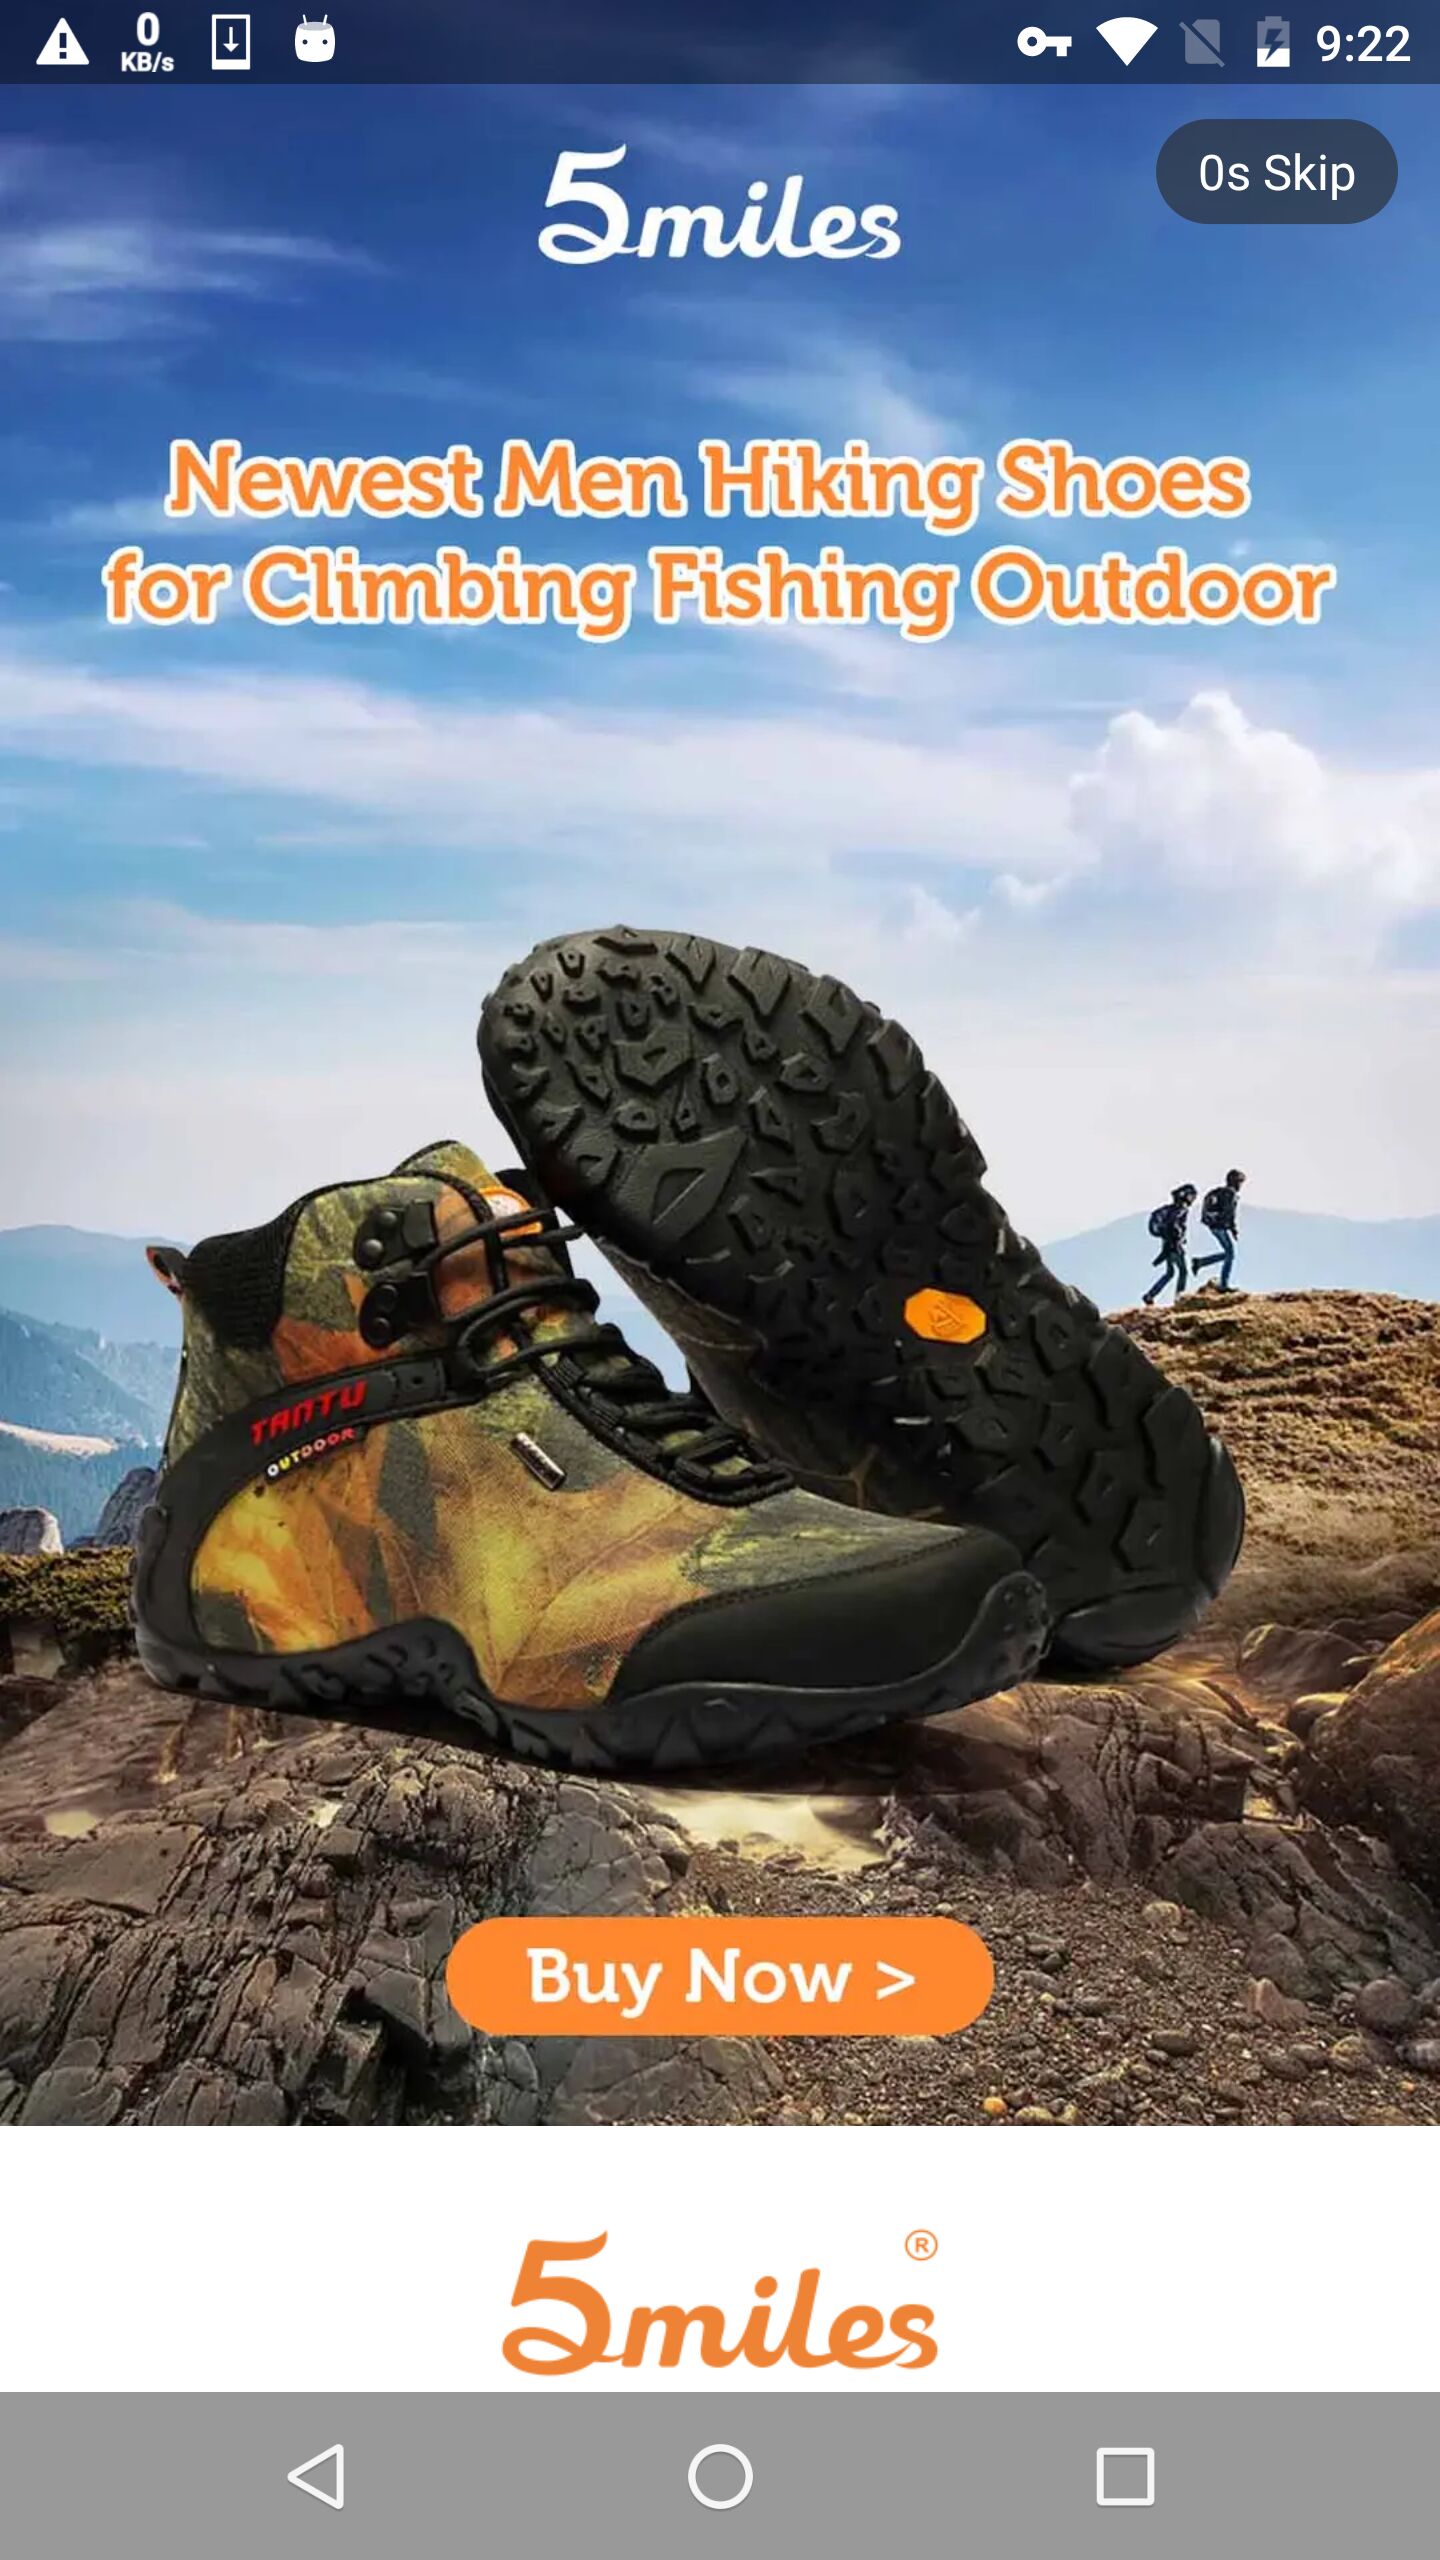 0
KB/s
9:22
0s Skip
5miles
Newest Men Hiking Shoes
for Climbing Fishing Outdoor
TANTU
OUTDOOR
Buy Now >
5miles®